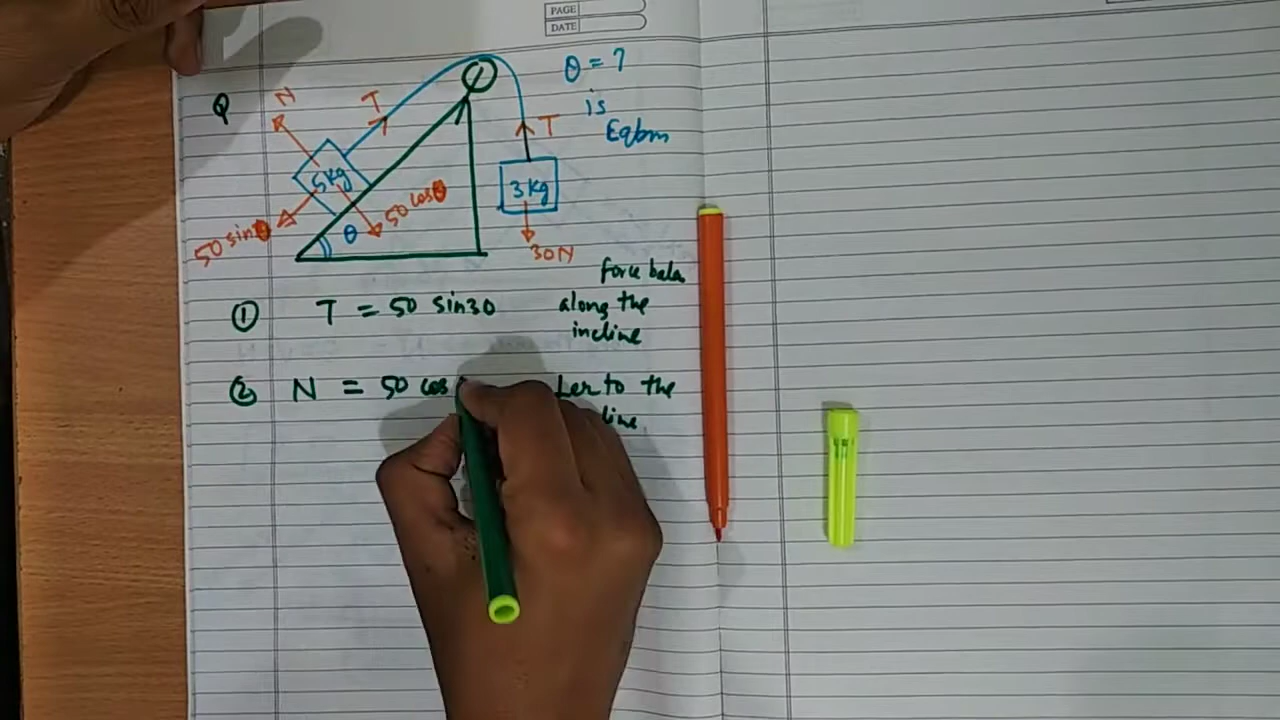 PAGE
DATE
Q
N
T
θ = ?
is
Eqbm
T
5kg
3kg
50 sinθ
50 cosθ
θ
30N
① T = 50 sin30
force bala
along the
incline
② N = 50 cos
Ler to the
line